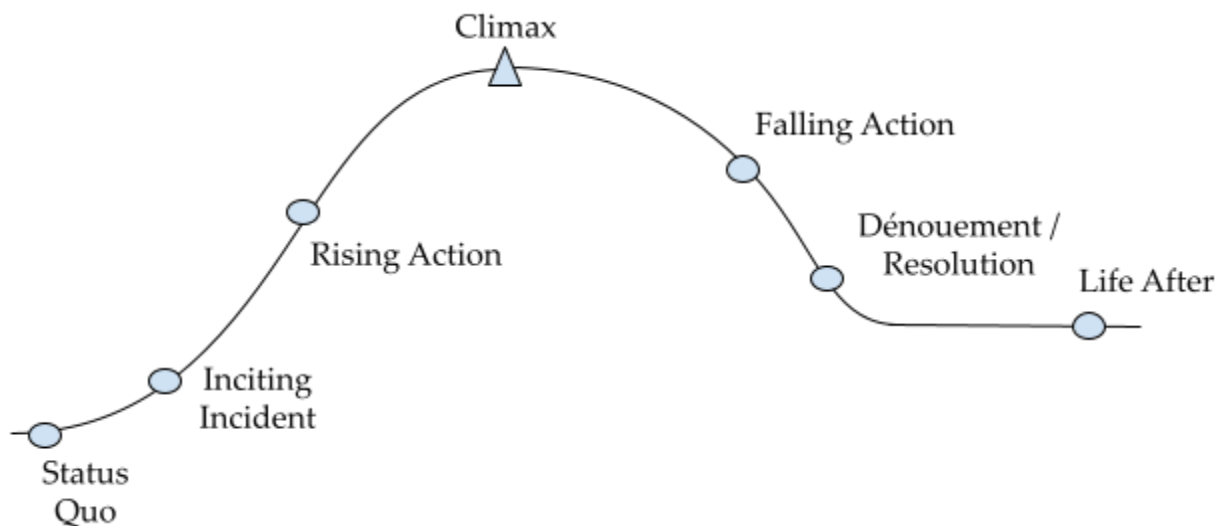 Climax
Falling Action
Rising Action
Dénouement /
Resolution
Life After
Inciting
Incident
Status
Quo